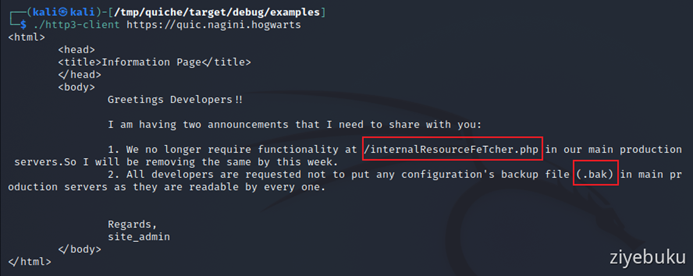 ┌──(kali㉿kali)-[/tmp/quiche/target/debug/examples]
└─$ ./http3-client https://quic.nagini.hogwarts
<html>
<head>
<title>Information Page</title>
</head>
<body>
Greetings Developers!!
I am having two announcements that I need to share with you:
1. We no longer require functionality at /internalResourceFeTcher.php in our main production
servers.So I will be removing the same by this week.
2. All developers are requested not to put any configuration's backup file (.bak) in main pr
oduction servers as they are readable by every one.
Regards,
site_admin
</body>
</html>
ziyebuku